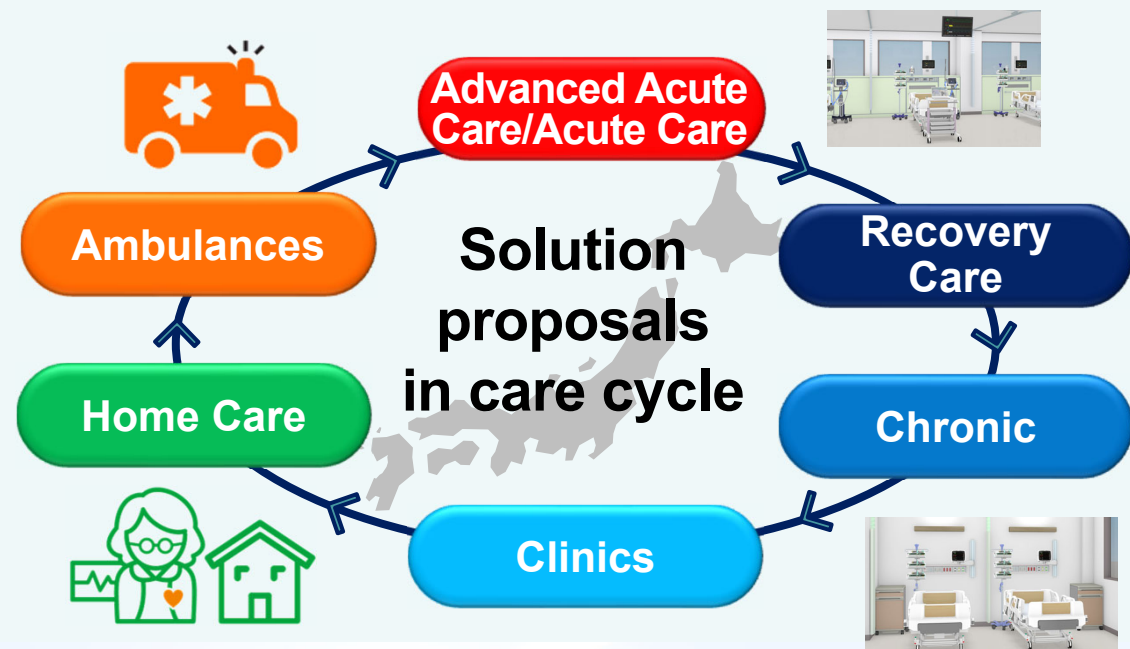 Advanced Acute
Care/Acute Care
Ambulances
Solution
proposals
in care cycle
Recovery
Care
Home Care
Chronic
Clinics